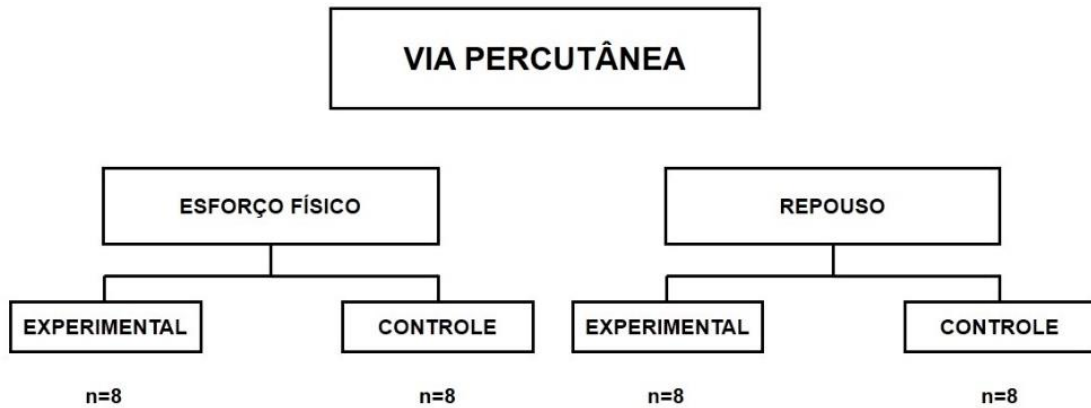 VIA PERCUTÂNEA
ESFORÇO FÍSICO
REPOUSO
EXPERIMENTAL
CONTROLE
EXPERIMENTAL
CONTROLE
n=8
n=8
n=8
n=8